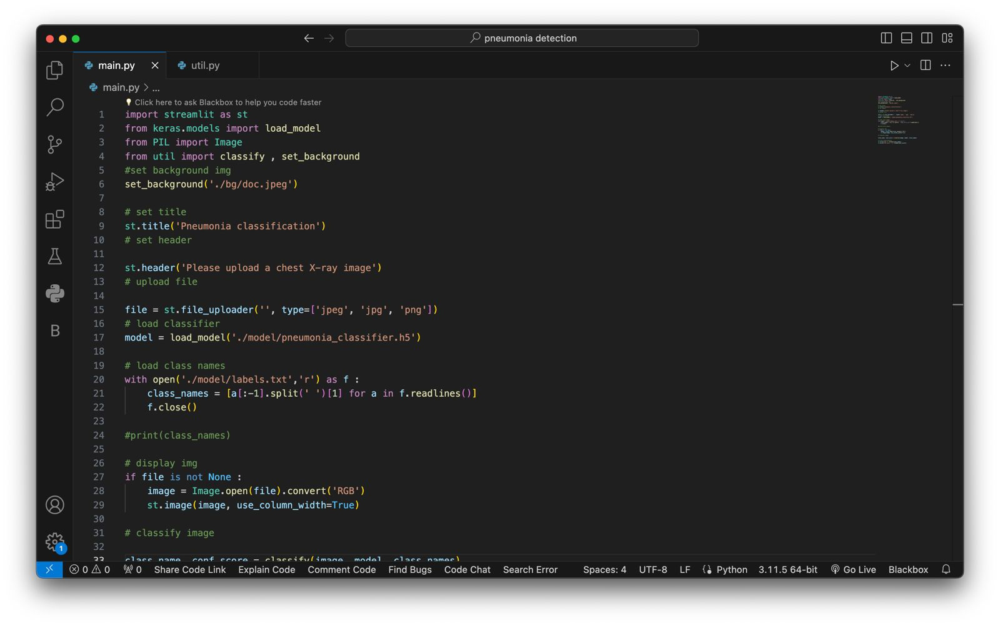 pneumonia detection
main.py
util.py
main.py > ...
Click here to ask Blackbox to help you code faster
1 import streamlit as st
2 from keras.models import load_model
3 from PIL import Image
4 from util import classify , set_background
5 #set background img
6 set_background('./bg/doc.jpeg')
7
8 # set title
9 st.title('Pneumonia classification')
10 # set header
11
12 st.header('Please upload a chest X-ray image')
13 # upload file
14
15 file = st.file_uploader('', type=['jpeg', 'jpg', 'png'])
16 # load classifier
17 model = load_model('./model/pneumonia_classifier.h5')
18
19 # load class names
20 with open('./model/labels.txt','r') as f :
21     class_names = [a[:-1].split(' ')[1] for a in f.readlines()]
22     f.close()
23
24 #print(class_names)
25
26 # display img
27 if file is not None :
28     image = Image.open(file).convert('RGB')
29     st.image(image, use_column_width=True)
30
31 # classify image
32
33 class_name, conf_score = classify(image, model, class_names)
B
1
0 0 0 Share Code Link Explain Code Comment Code Find Bugs Code Chat Search Error Spaces: 4 UTF-8 LF Python 3.11.5 64-bit Go Live Blackbox